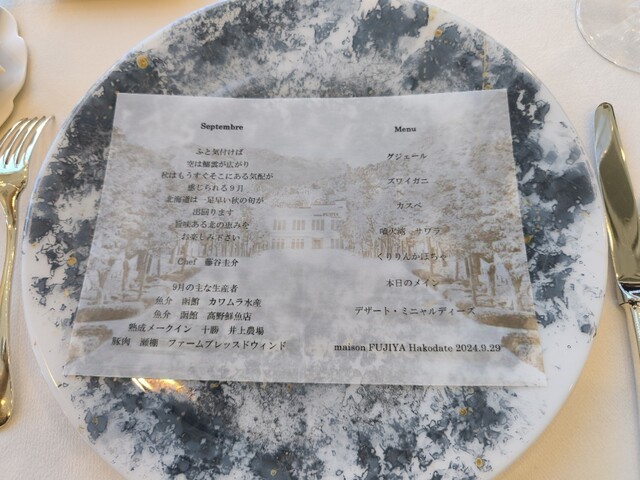 Septembre
ふと気付けば
空は鱗雲が広がり
秋はもうすぐそこにある気配が
感じられる9月
北海道は一足早い秋の旬が
出回ります
旨味ある北の恵みを
お楽しみ下さい
Chef 藤谷圭介
9月の主な生産者
魚介 函館 カワムラ水産
魚介 函館 高野鮮魚店
熟成メークイン 十勝 井上農場
豚肉 瀬棚 ファームブレッスドウィンド
Menu
グジェール
ズワイガニ
カスベ
噴火湾 サワラ
くりりんかぼちゃ
本日のメイン
デザート・ミニャルディーズ
maison FUJIYA Hakodate 2024.9.29